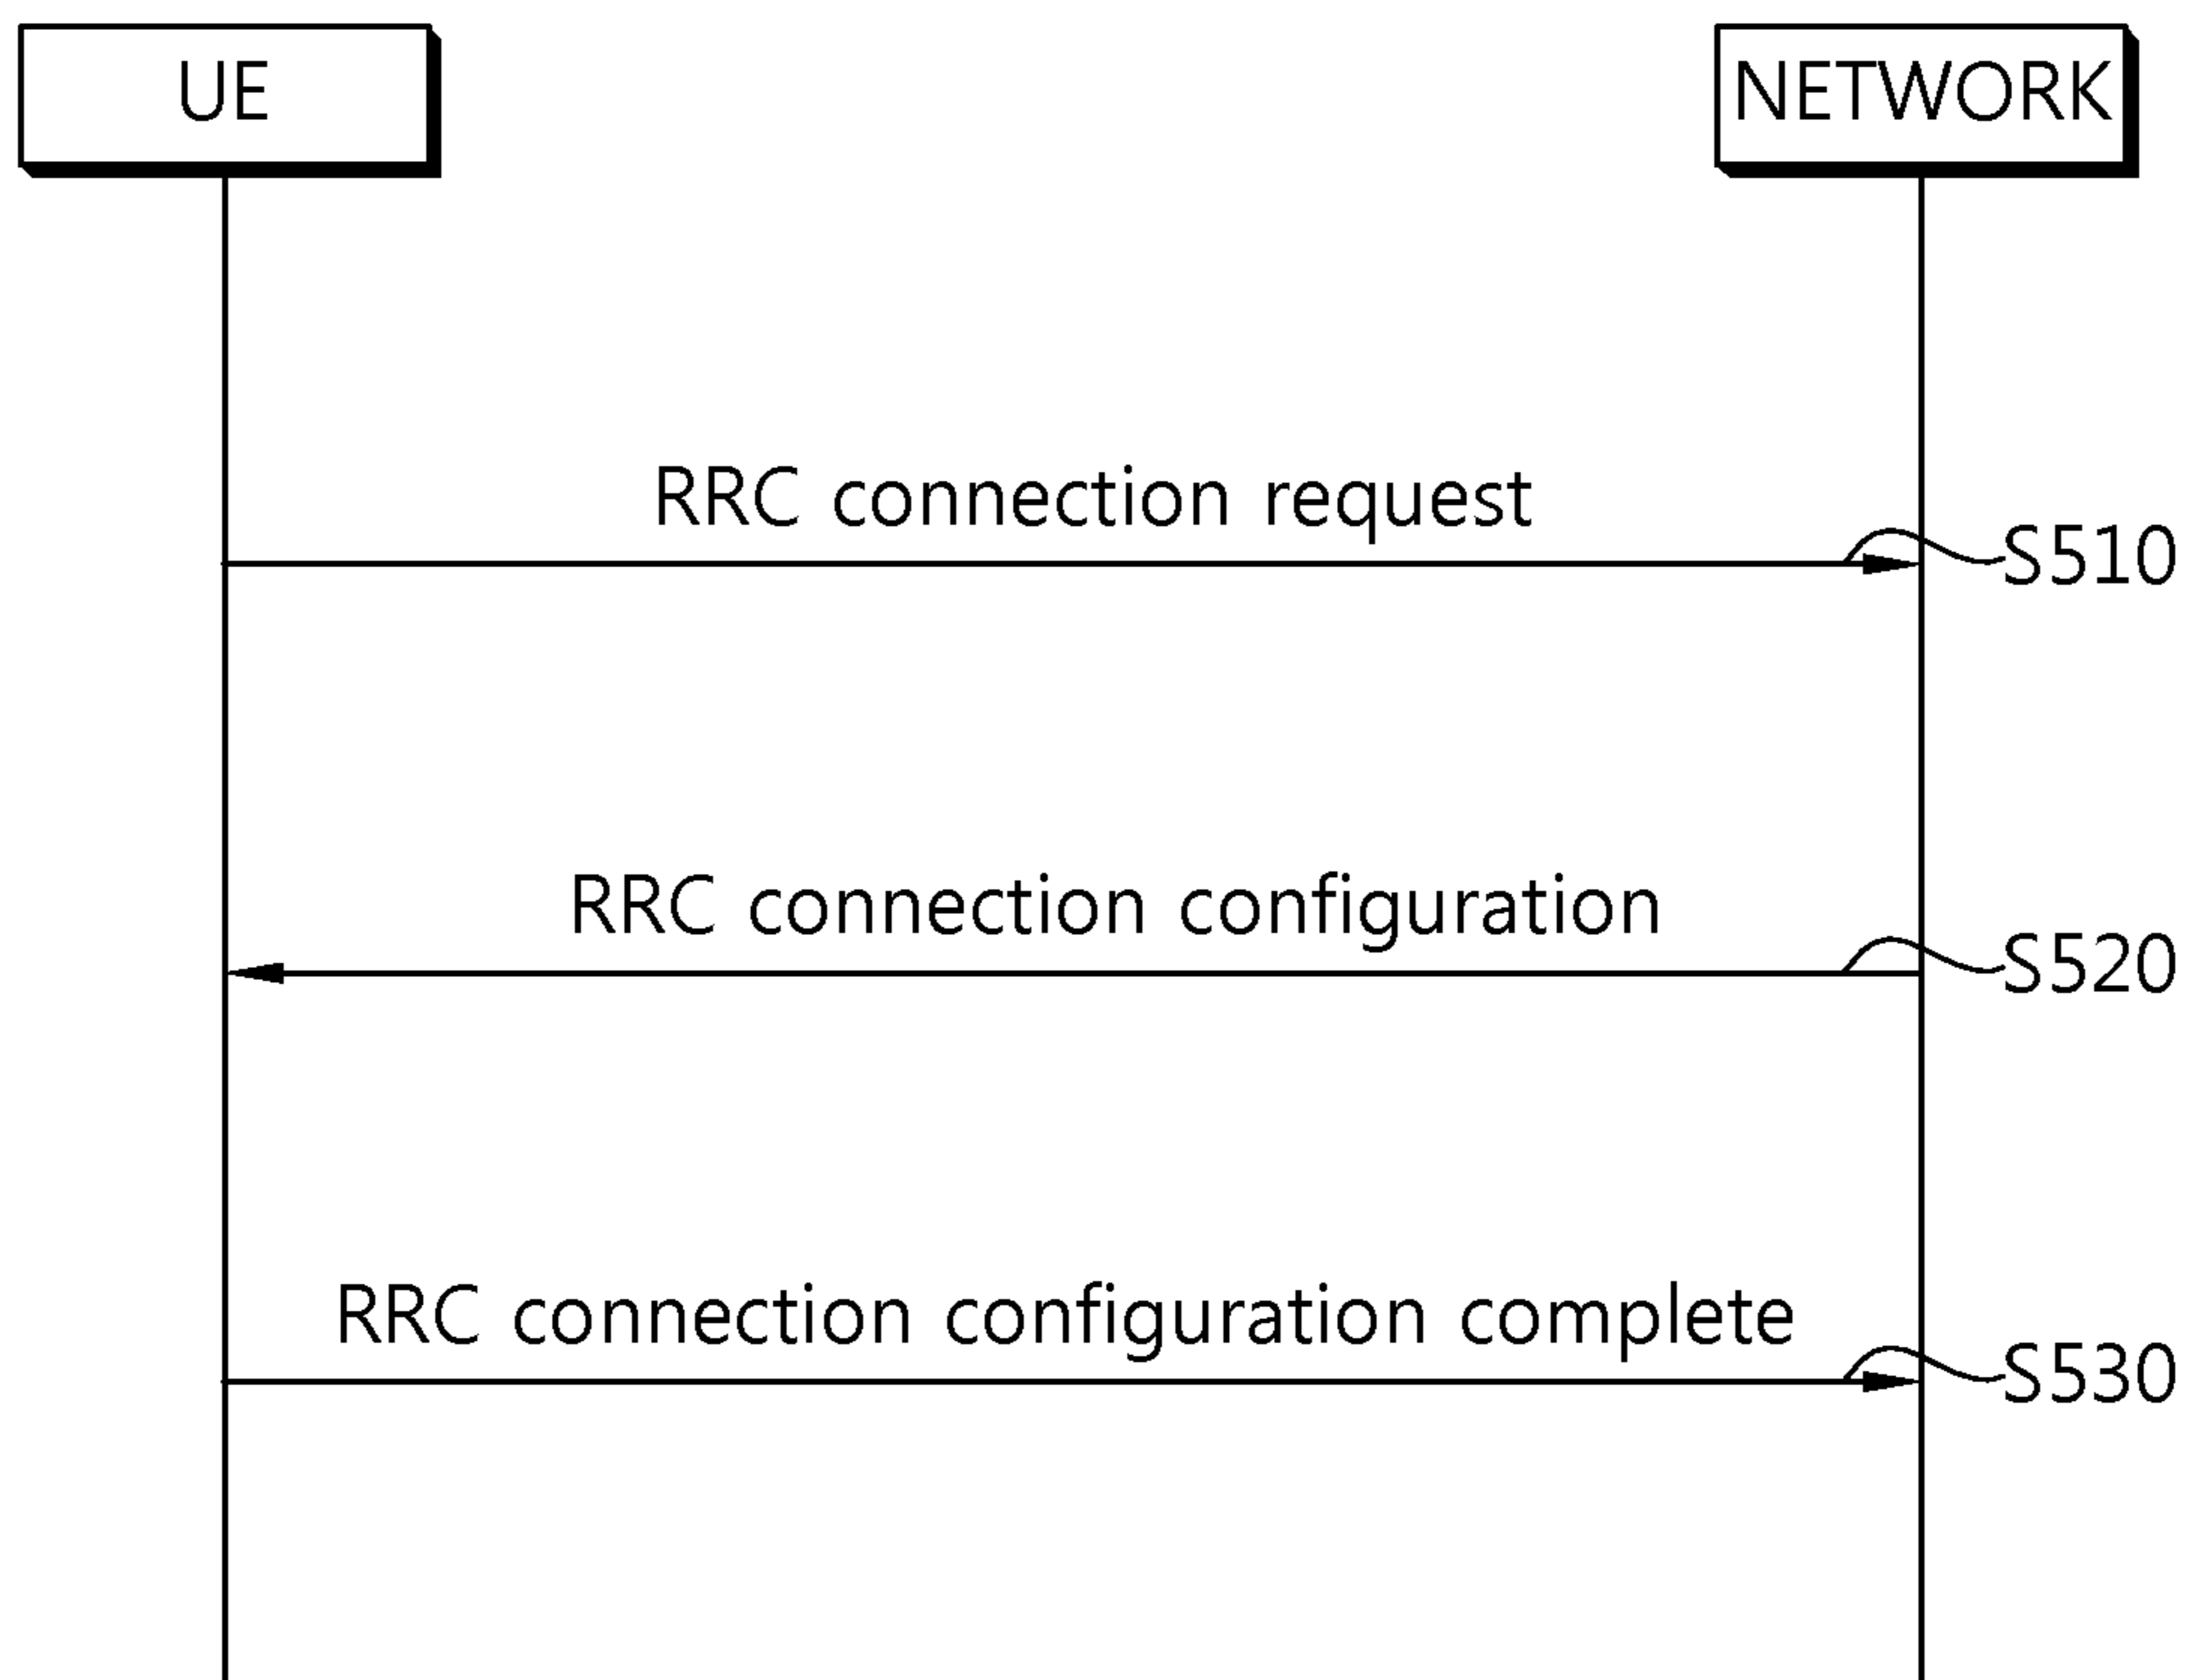 UE
NETWORK
RRC connection request
S510
RRC connection configuration
S520
RRC connection configuration complete
S530